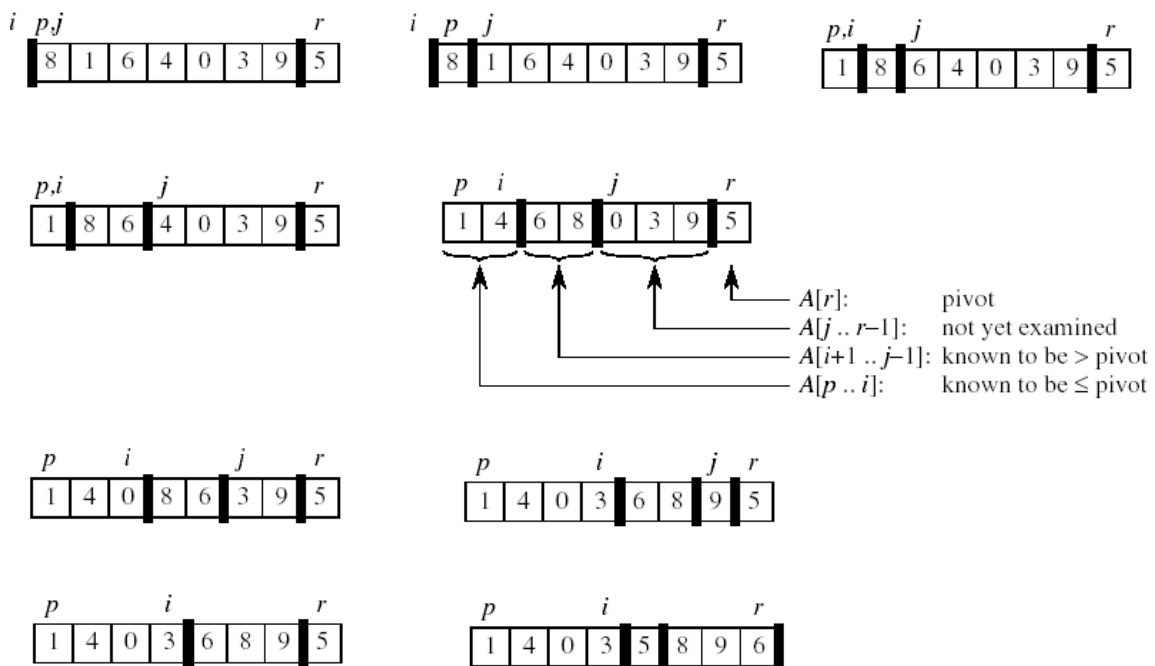 i p,j r
8 1 6 4 0 3 9 5
i p j r
8 1 6 4 0 3 9 5
p,i j r
1 8 6 4 0 3 9 5
p,i j r
1 8 6 4 0 3 9 5
p i j r
1 4 6 8 0 3 9 5
A[r]: pivot
A[j .. r–1]: not yet examined
A[i+1 .. j–1]: known to be > pivot
A[p .. i]: known to be ≤ pivot
p i j r
1 4 0 8 6 3 9 5
p i j r
1 4 0 3 6 8 9 5
p i r
1 4 0 3 6 8 9 5
p i r
1 4 0 3 5 8 9 6